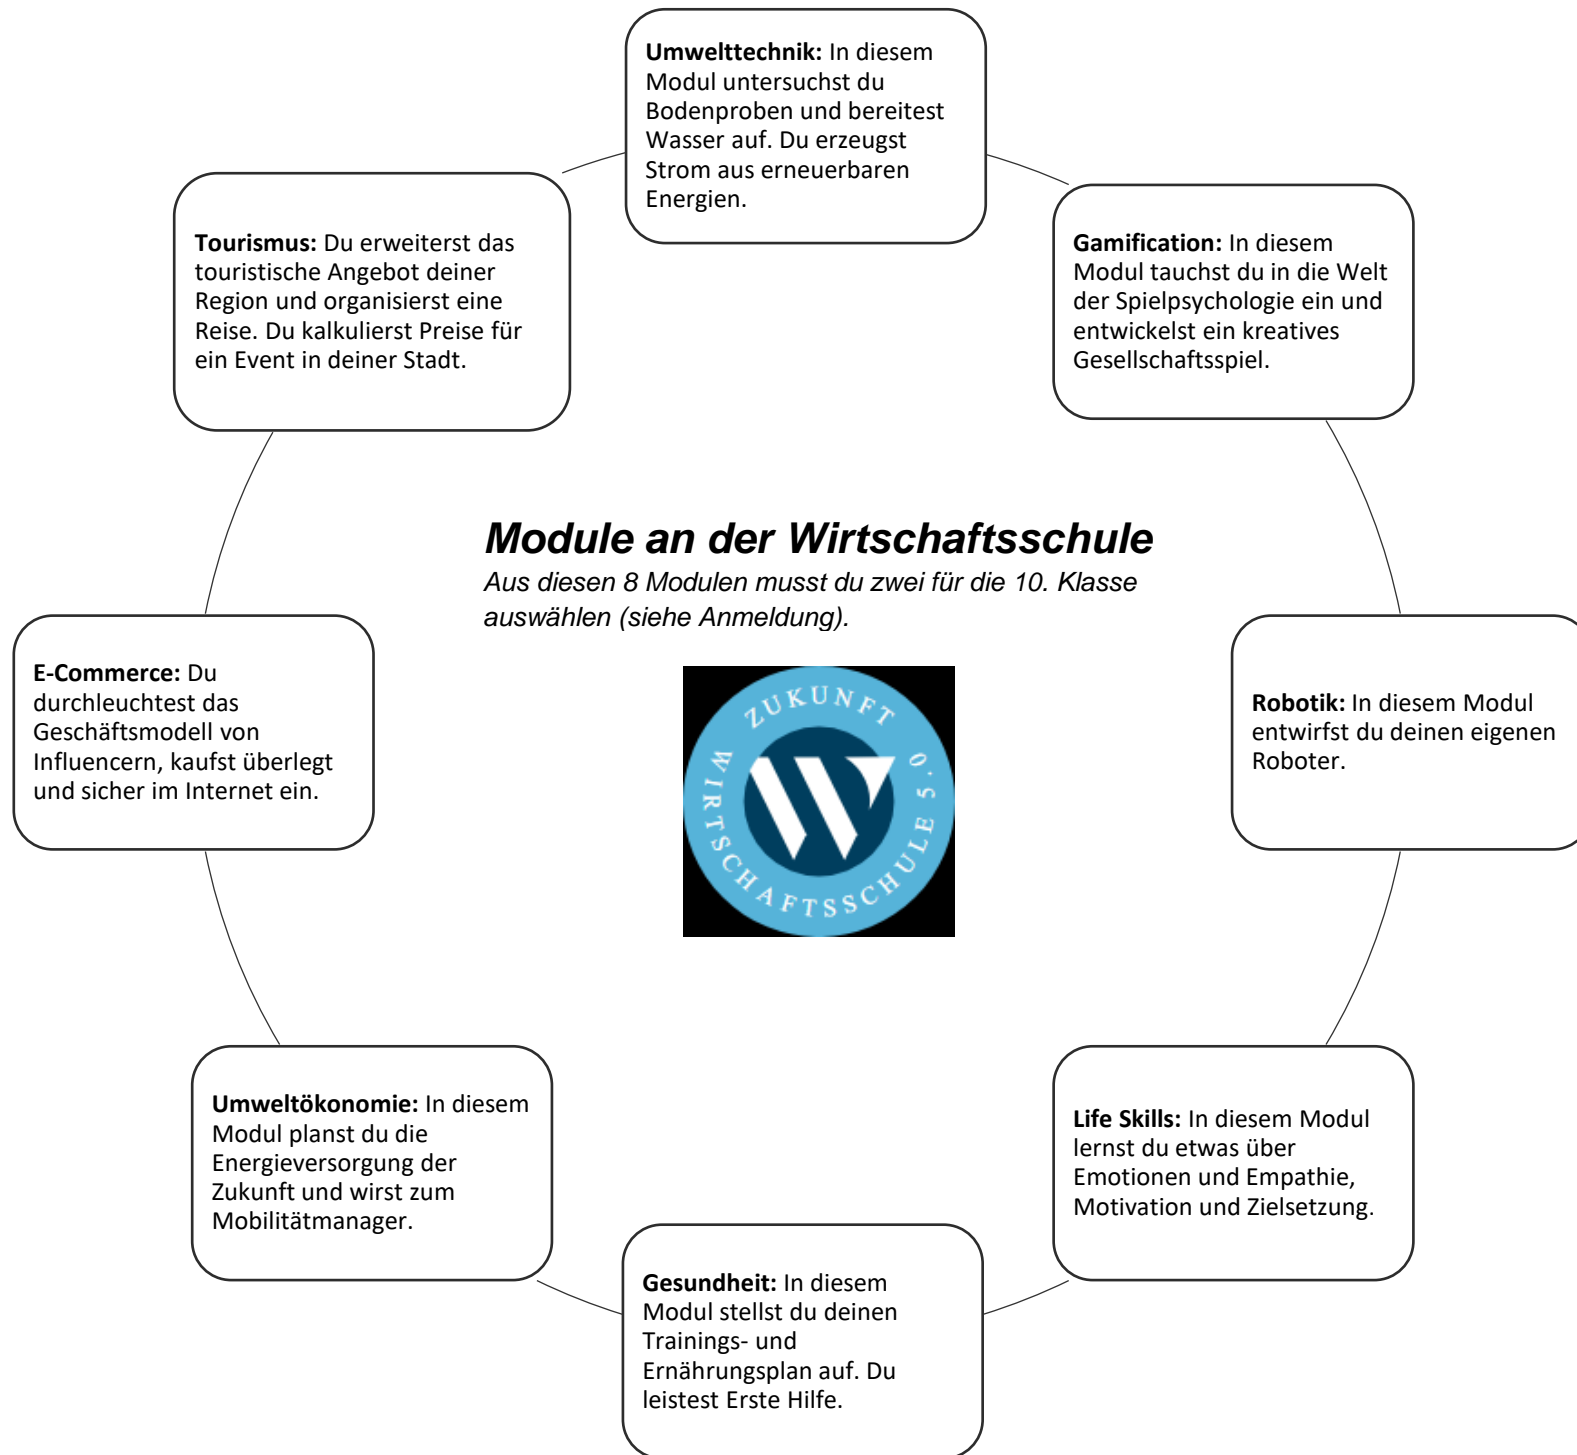 Umwelttechnik: In diesem
Modul untersuchst du
Bodenproben und bereitest
Wasser auf. Du erzeugst
Strom aus erneuerbaren
Energien.
Gamification: In diesem
Modul tauchst du in die Welt
der Spielpsychologie ein und
entwickelst ein kreatives
Gesellschaftsspiel.
Robotik: In diesem Modul
entwirfst du deinen eigenen
Roboter.
Life Skills: In diesem Modul
lernst du etwas über
Emotionen und Empathie,
Motivation und Zielsetzung.
Gesundheit: In diesem
Modul stellst du deinen
Trainings- und
Ernährungsplan auf. Du
leistest Erste Hilfe.
Umweltökonomie: In diesem
Modul planst du die
Energieversorgung der
Zukunft und wirst zum
Mobilitätmanager.
E-Commerce: Du
durchleuchtest das
Geschäftsmodell von
Influencern, kaufst überlegt
und sicher im Internet ein.
Tourismus: Du erweiterst das
touristische Angebot deiner
Region und organisierst eine
Reise. Du kalkulierst Preise für
ein Event in deiner Stadt.
Module an der Wirtschaftsschule
Aus diesen 8 Modulen musst du zwei für die 10. Klasse
auswählen (siehe Anmeldung).
ZUKUNFT
WIRTSCHAFTSSCHULE 5.0
W